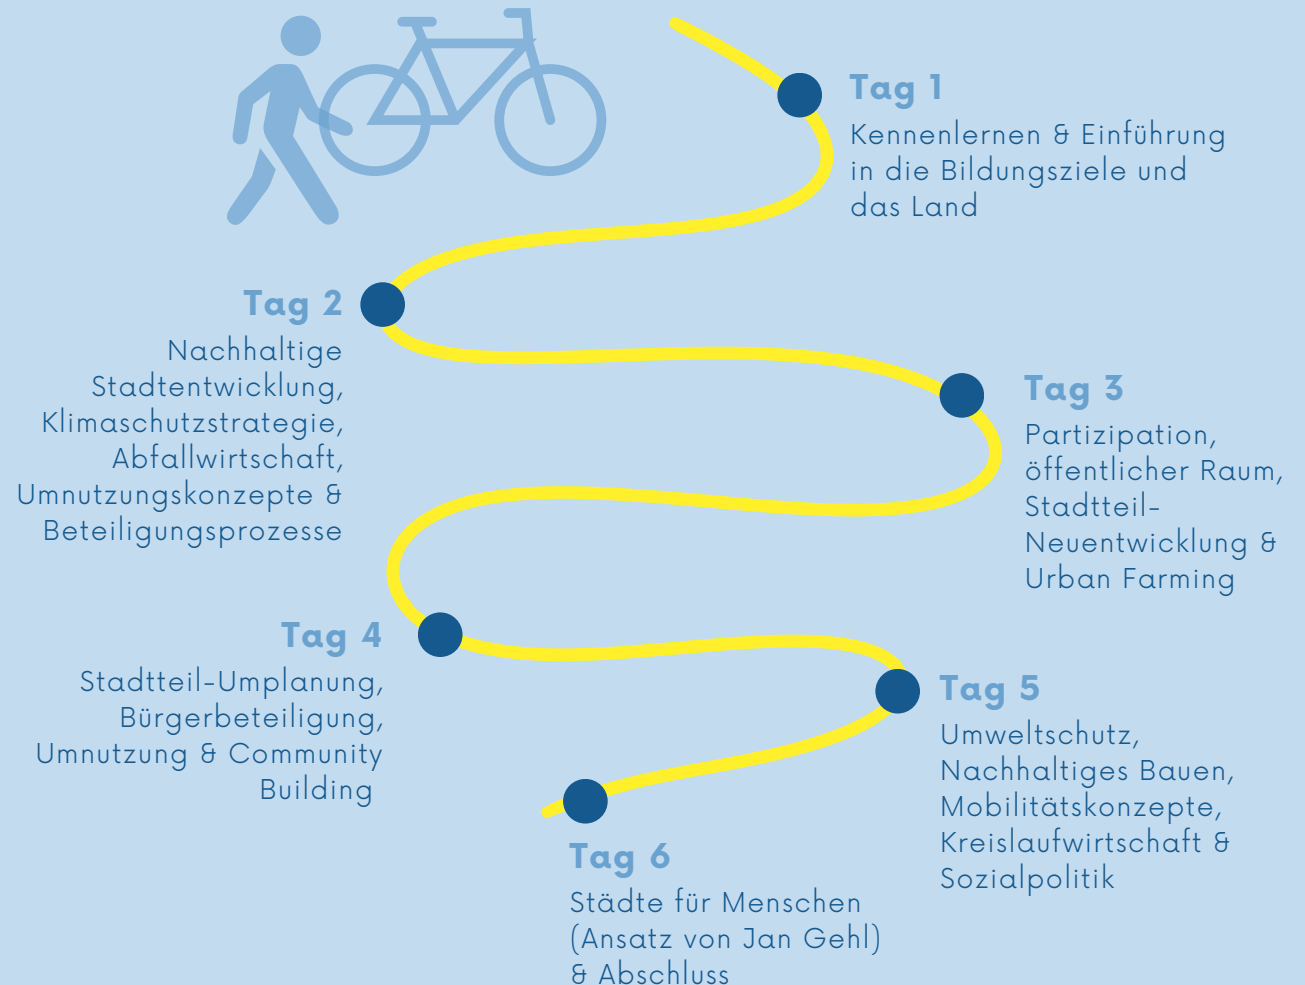 Tag 1
Kennenlernen & Einführung
in die Bildungsziele und
das Land
Tag 2
Nachhaltige
Stadtentwicklung,
Klimaschutzstrategie,
Abfallwirtschaft,
Umnutzungskonzepte &
Beteiligungsprozesse
Tag 3
Partizipation,
öffentlicher Raum,
Stadtteil-
Neuentwicklung &
Urban Farming
Tag 4
Stadtteil-Umplanung,
Bürgerbeteiligung,
Umnutzung & Community
Building
Tag 5
Umweltschutz,
Nachhaltiges Bauen,
Mobilitätskonzepte,
Kreislaufwirtschaft &
Sozialpolitik
Tag 6
Städte für Menschen
(Ansatz von Jan Gehl)
& Abschluss